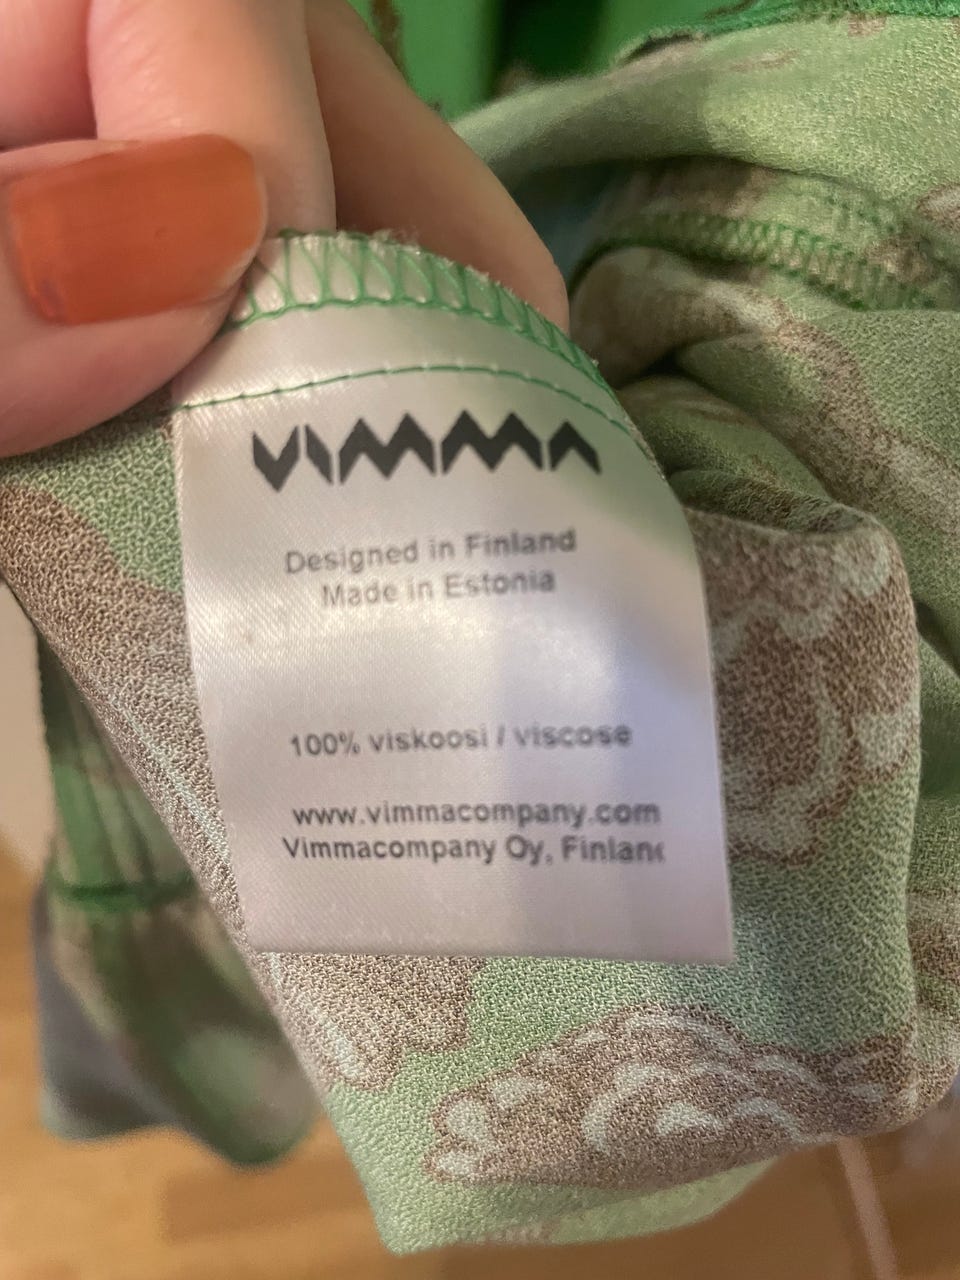 VIMMA
Designed in Finland
Made in Estonia
100% viskoosi / viscose
www.vimmacompany.com
Vimmacompany Oy, Finland